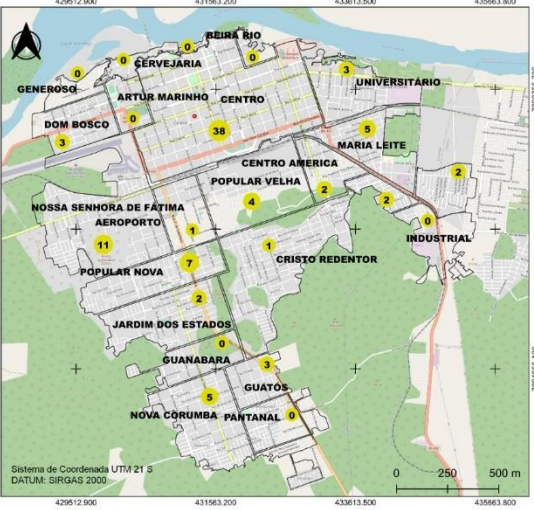 429512.900 431563.200 433613.500 435663.800
BEIRA RIO
0
0 CERVEJARIA 0
0
3
GENEROSO
UNIVERSITÁRIO
ARTUR MARINHO CENTRO
DOM BOSCO
0
38
5
3
MARIA LEITE
CENTRO AMERICA
2
POPULAR VELHA
2
2
4
NOSSA SENHORA DE FATIMA
AEROPORTO
0
1
INDUSTRIAL
11
1
CRISTO REDENTOR
POPULAR NOVA
7
2
JARDIM DOS ESTADOS
0
GUANABARA
3
GUATÓS
5
NOVA CORUMBA PANTANAL
0
Sistema de Coordenada UTM 21 S
DATUM: SIRGAS 2000
0 250 500 m
429512.900 431563.200 433613.500 435663.800